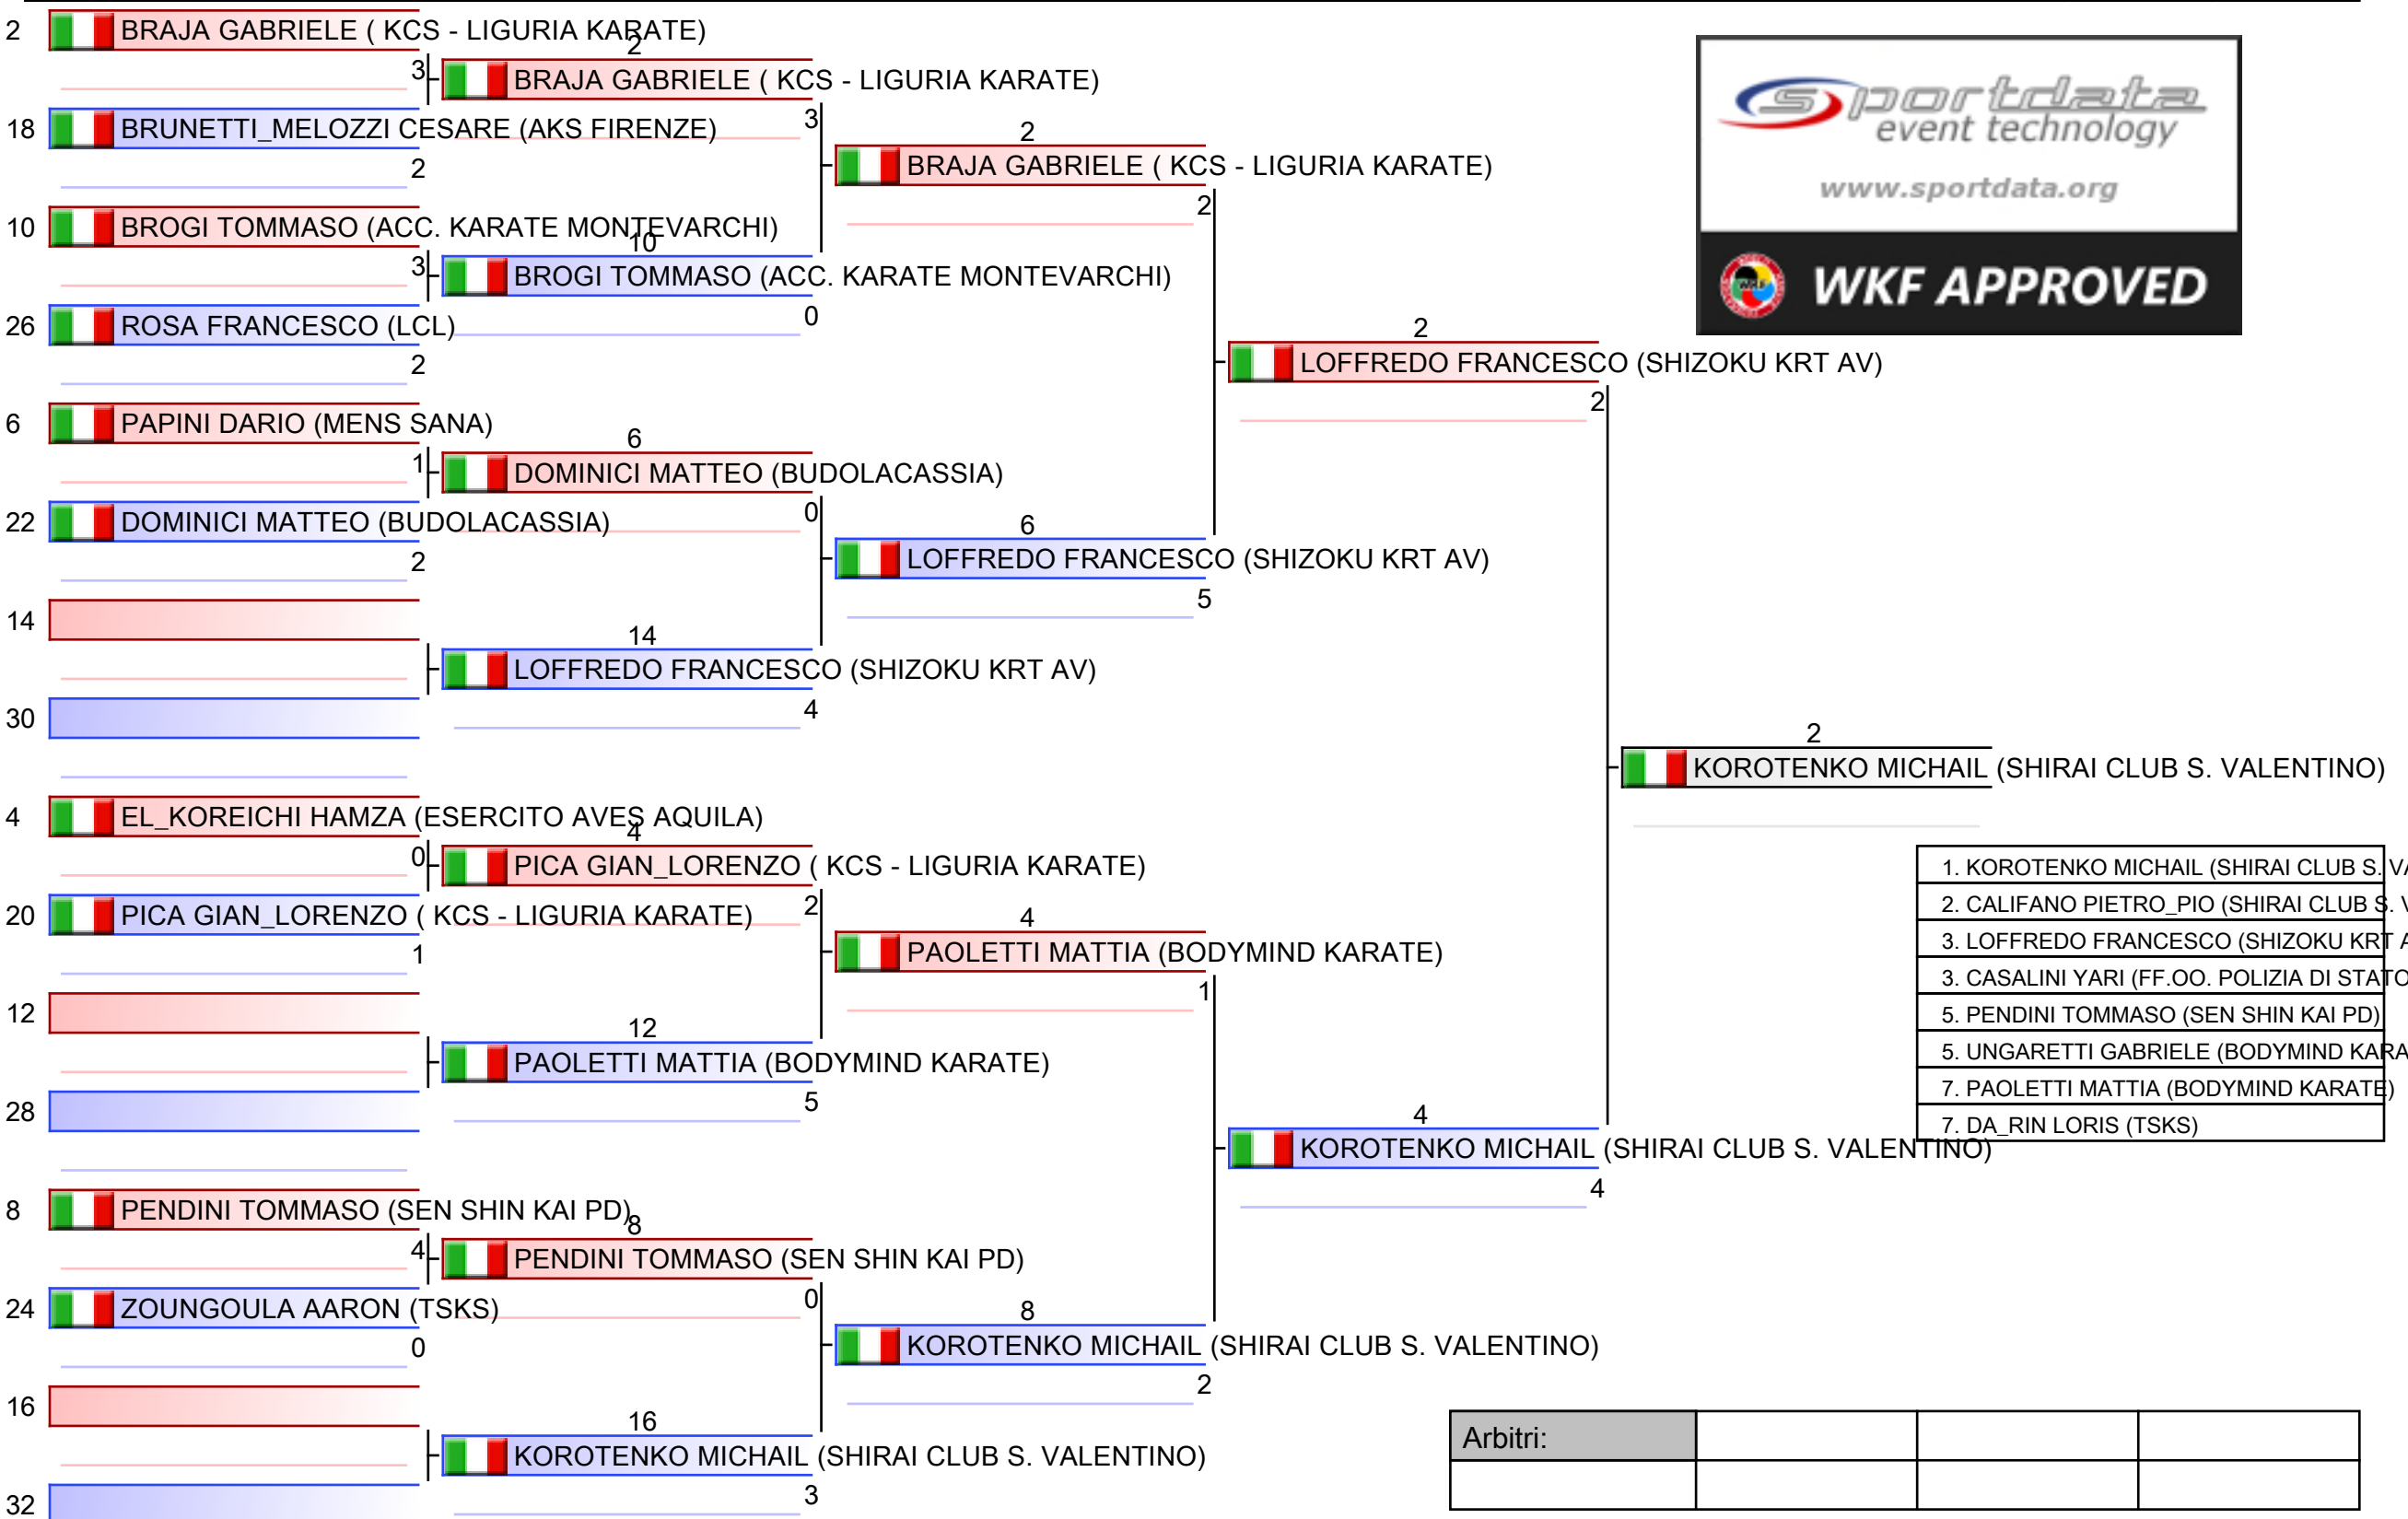 2 BRAJA GABRIELE ( KCS - LIGURIA KARATE)
2
3 BRAJA GABRIELE ( KCS - LIGURIA KARATE)
18 BRUNETTI_MELOZZI CESARE (AKS FIRENZE) 3
2
2 BRAJA GABRIELE ( KCS - LIGURIA KARATE)
2
10 BROGI TOMMASO (ACC. KARATE MONTEVARCHI)
10
3 BROGI TOMMASO (ACC. KARATE MONTEVARCHI)
0
26 ROSA FRANCESCO (LCL)
2
2
LOFFREDO FRANCESCO (SHIZOKU KRT AV)
2
6 PAPINI DARIO (MENS SANA)
6
1 DOMINICI MATTEO (BUDOLACASSIA)
0
22 DOMINICI MATTEO (BUDOLACASSIA)
2
6
LOFFREDO FRANCESCO (SHIZOKU KRT AV)
5
14
14
LOFFREDO FRANCESCO (SHIZOKU KRT AV)
4
30
2
KOROTENKO MICHAIL (SHIRAI CLUB S. VALENTINO)
4 EL_KOREICHI HAMZA (ESERCITO AVES AQUILA)
4
0 PICA GIAN_LORENZO ( KCS - LIGURIA KARATE)
2
20 PICA GIAN_LORENZO ( KCS - LIGURIA KARATE)
1
4
PAOLETTI MATTIA (BODYMIND KARATE)
1
12
12
PAOLETTI MATTIA (BODYMIND KARATE)
5
28
4
KOROTENKO MICHAIL (SHIRAI CLUB S. VALENTINO)
4
8 PENDINI TOMMASO (SEN SHIN KAI PD)
8
4 PENDINI TOMMASO (SEN SHIN KAI PD)
0
24 ZOUNGOULA AARON (TSKS)
0
8
KOROTENKO MICHAIL (SHIRAI CLUB S. VALENTINO)
2
16
16
KOROTENKO MICHAIL (SHIRAI CLUB S. VALENTINO)
3
32
sportdata
event technology
www.sportdata.org
WKF APPROVED
1. KOROTENKO MICHAIL (SHIRAI CLUB S. VA
2. CALIFANO PIETRO_PIO (SHIRAI CLUB S. V
3. LOFFREDO FRANCESCO (SHIZOKU KRT A
3. CASALINI YARI (FF.OO. POLIZIA DI STATO
5. PENDINI TOMMASO (SEN SHIN KAI PD)
5. UNGARETTI GABRIELE (BODYMIND KARA
7. PAOLETTI MATTIA (BODYMIND KARATE)
7. DA_RIN LORIS (TSKS)
Arbitri: